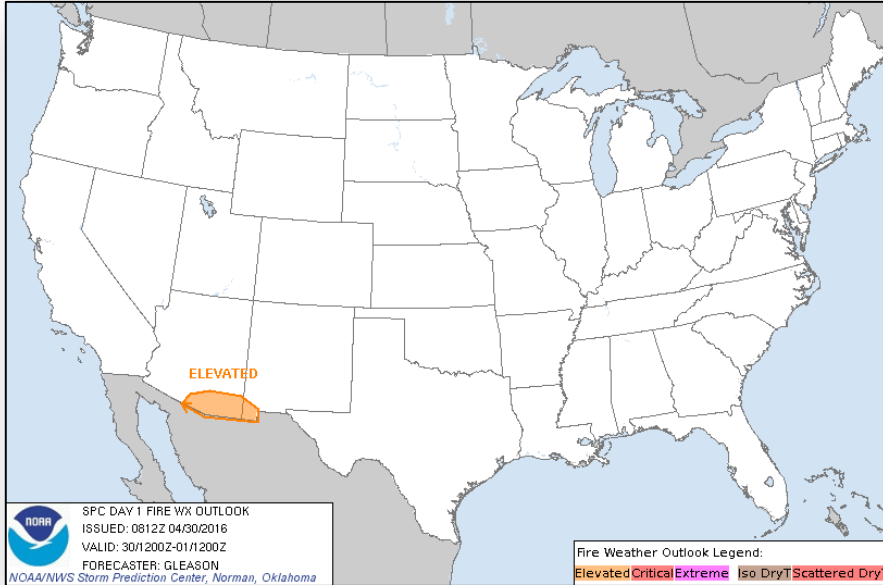 ELEVATED
NOAA
SPC DAY 1 FIRE WX OUTLOOK
ISSUED: 0812Z 04/30/2016
VALID: 30/1200Z-01/1200Z
FORECASTER: GLEASON
NOAA/NWS Storm Prediction Center, Norman, Oklahoma
Fire Weather Outlook Legend:
Elevated Critical Extreme Iso DryT Scattered DryT